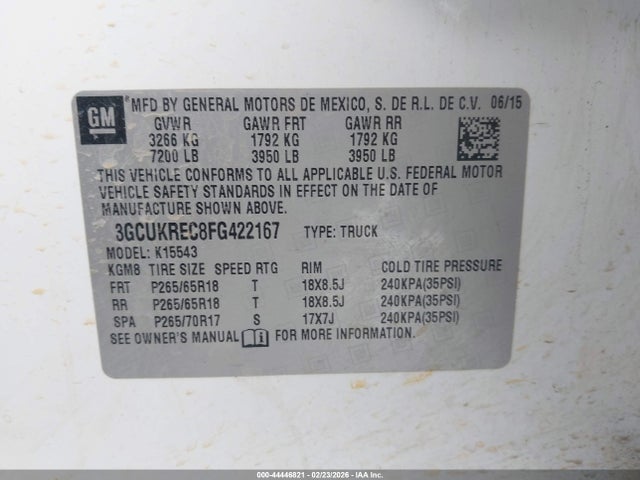 GM
®MFD BY GENERAL MOTORS DE MEXICO, S. DE R.L. DE C.V. 06/15
GVWR GAWR FRT GAWR RR
3266 KG 1792 KG 1792 KG
7200 LB 3950 LB 3950 LB
THIS VEHICLE CONFORMS TO ALL APPLICABLE U.S. FEDERAL MOTOR
VEHICLE SAFETY STANDARDS IN EFFECT ON THE DATE OF
MANUFACTURE SHOWN ABOVE.
3GCUKREC8FG422167 TYPE: TRUCK
MODEL: K15543
KGM8 TIRE SIZE SPEED RTG RIM COLD TIRE PRESSURE
FRT P265/65R18 T 18X8.5J 240KPA(35PSI)
RR P265/65R18 T 18X8.5J 240KPA(35PSI)
SPA P265/70R17 S 17X7J 240KPA(35PSI)
SEE OWNER'S MANUAL FOR MORE INFORMATION.
000-44446821 - 02/23/2026 - IAA Inc.